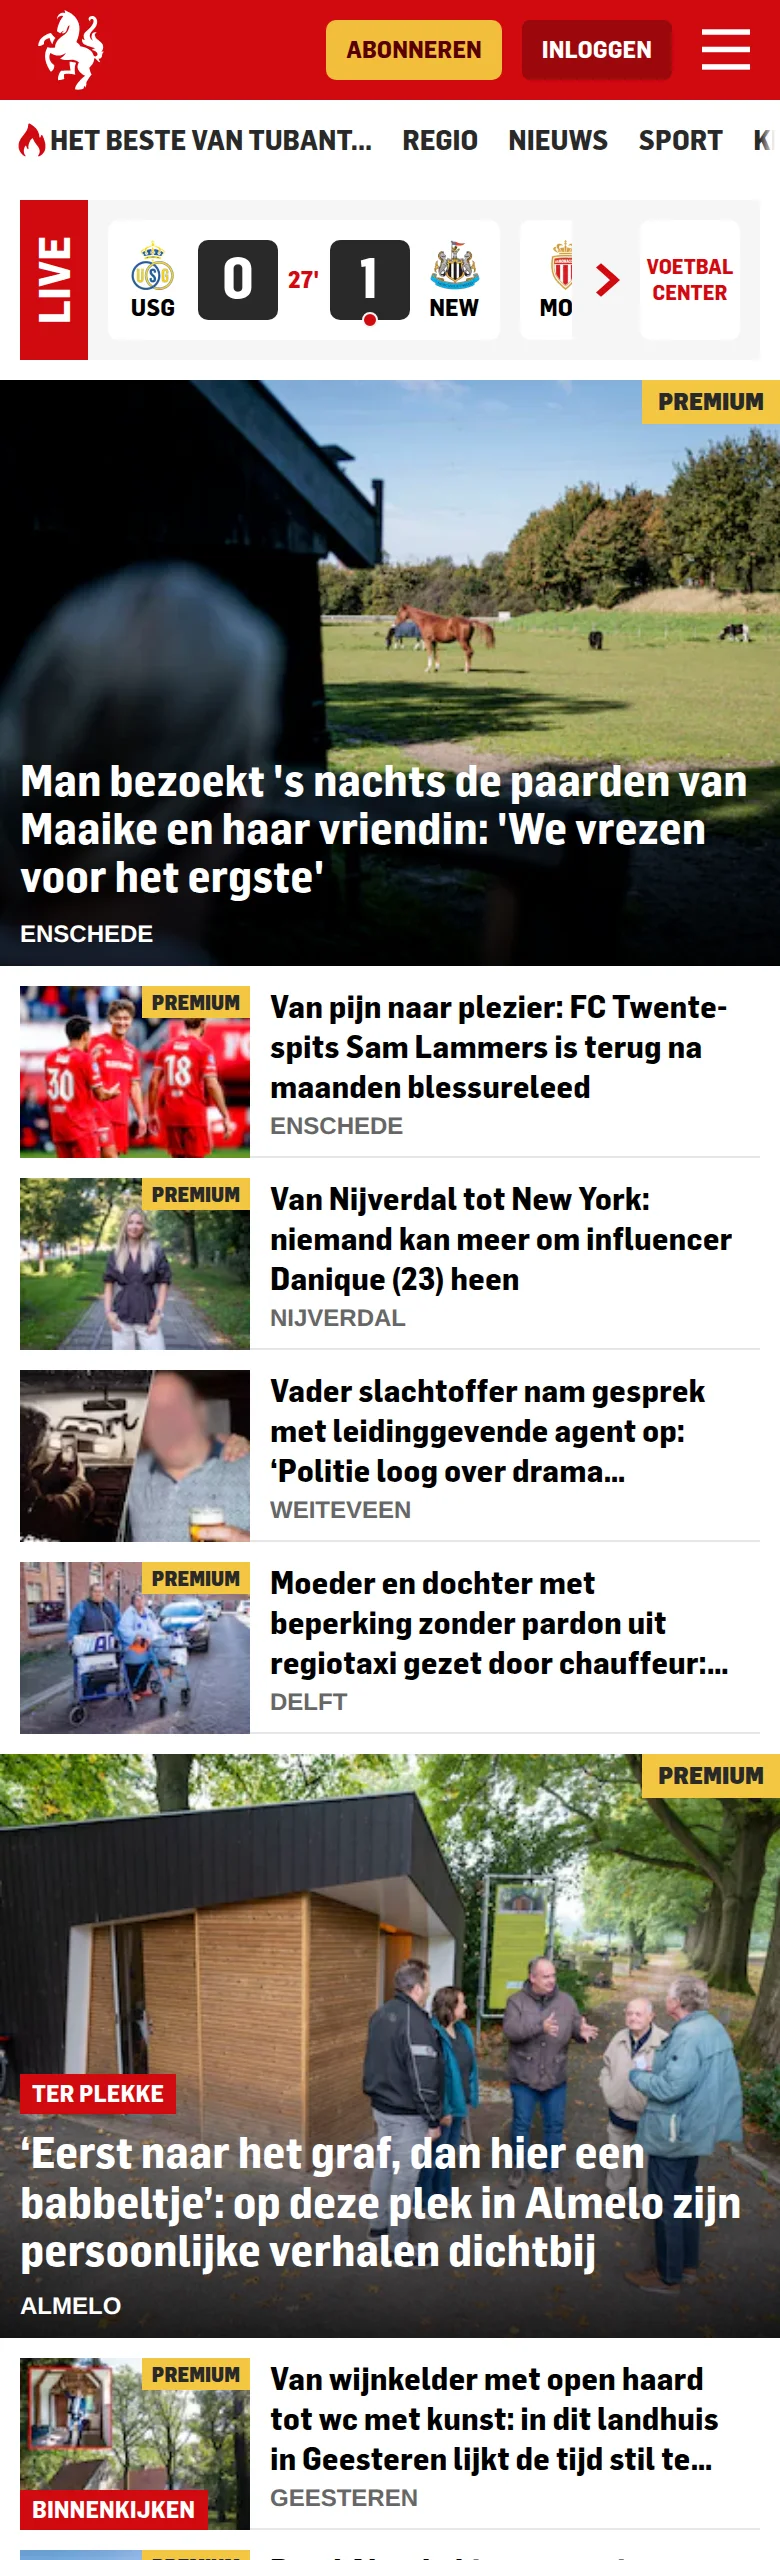 ABONNEREN
INLOGGEN
HET BESTE VAN TUBANT...
REGIO
NIEUWS
SPORT
LIVE
USG
0
27'
1
NEW
MO
VOETBAL
CENTER
PREMIUM
Man bezoekt 's nachts de paarden van
Maaike en haar vriendin: 'We vrezen
voor het ergste'
ENSCHEDE
PREMIUM
30
18
Van pijn naar plezier: FC Twente-
spits Sam Lammers is terug na
maanden blessureleed
ENSCHEDE
PREMIUM
Van Nijverdal tot New York:
niemand kan meer om influencer
Danique (23) heen
NIJVERDAL
Vader slachtoffer nam gesprek
met leidinggevende agent op:
‘Politie loog over drama...
WEITEVEEN
PREMIUM
Moeder en dochter met
beperking zonder pardon uit
regiotaxi gezet door chauffeur:...
DELFT
PREMIUM
TER PLEKKE
‘Eerst naar het graf, dan hier een
babbeltje’: op deze plek in Almelo zijn
persoonlijke verhalen dichtbij
ALMELO
PREMIUM
BINNENKIJKEN
Van wijnkelder met open haard
tot wc met kunst: in dit landhuis
in Geesteren lijkt de tijd stil te...
GEESTEREN